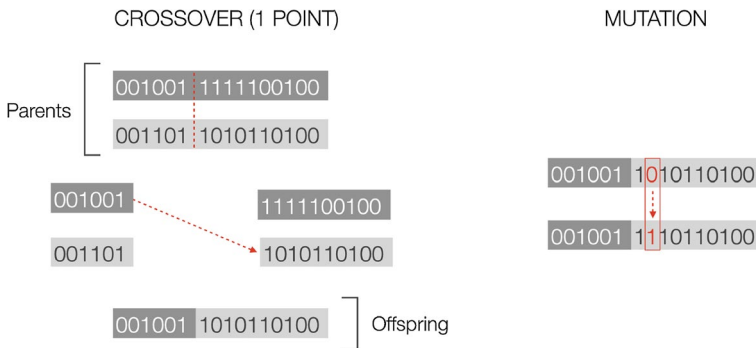 CROSSOVER (1 POINT)
MUTATION
Parents
001001 1111100100
001101 1010110100
001001
1111100100
001101
1010110100
001001 1010110100
Offspring
001001 1010110100
001001 1110110100